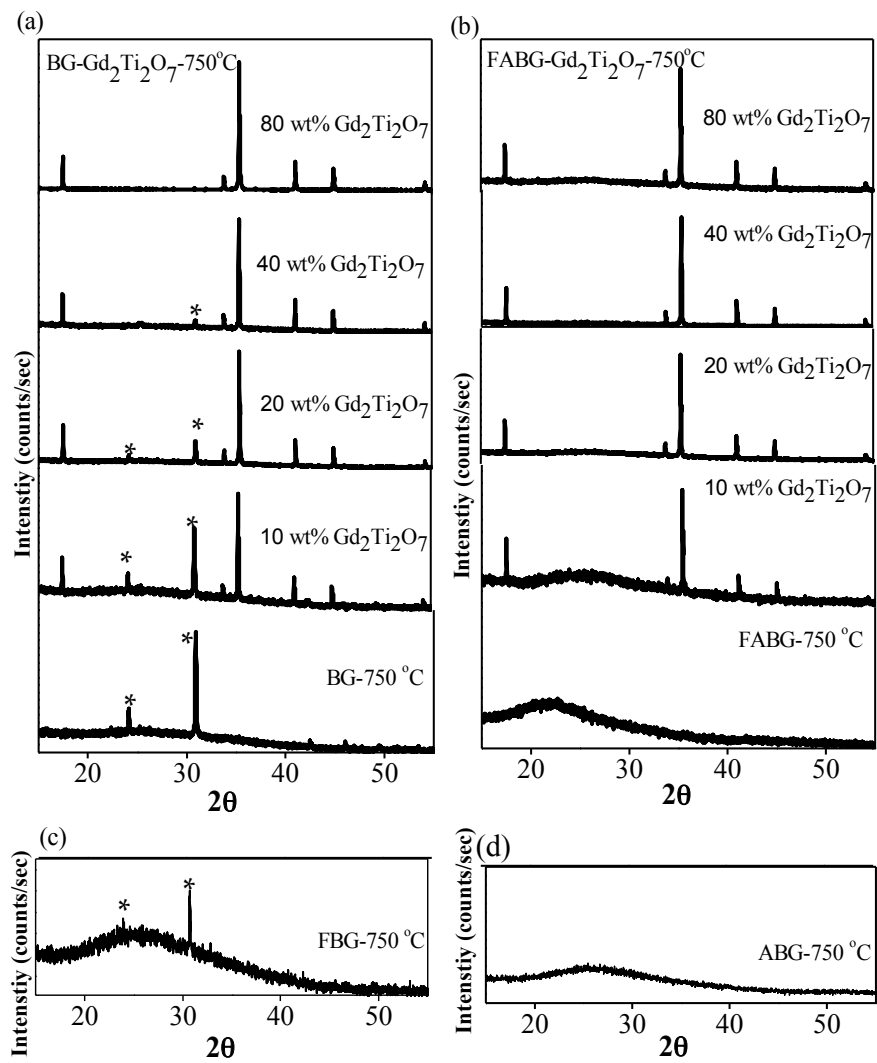 (a)
BG-Gd2Ti2O7-750°C
80 wt% Gd2Ti2O7
40 wt% Gd2Ti2O7
*
20 wt% Gd2Ti2O7
*
*
10 wt% Gd2Ti2O7
*
*
BG-750 °C
*
*
Intenstiy (counts/sec)
20 30 40 50
2θ
(b)
FABG-Gd2Ti2O7-750°C
80 wt% Gd2Ti2O7
40 wt% Gd2Ti2O7
20 wt% Gd2Ti2O7
10 wt% Gd2Ti2O7
FABG-750 °C
Intenstiy (counts/sec)
20 30 40 50
2θ
(c)
*
*
FBG-750 °C
Intenstiy (counts/sec)
20 30 40 50
2θ
(d)
ABG-750 °C
Intenstiy (counts/sec)
20 30 40 50
2θ